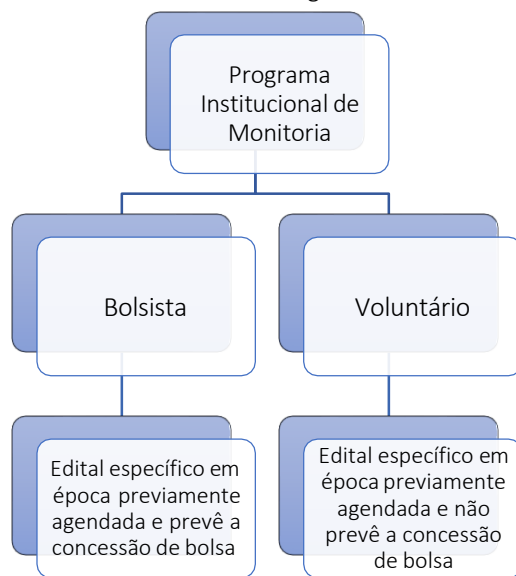 Programa
Institucional de
Monitoria
Bolsista
Voluntário
Edital específico em
época previamente
agendada e prevê a
concessão de bolsa
Edital específico em
época previamente
agendada e não
prevê a concessão
de bolsa